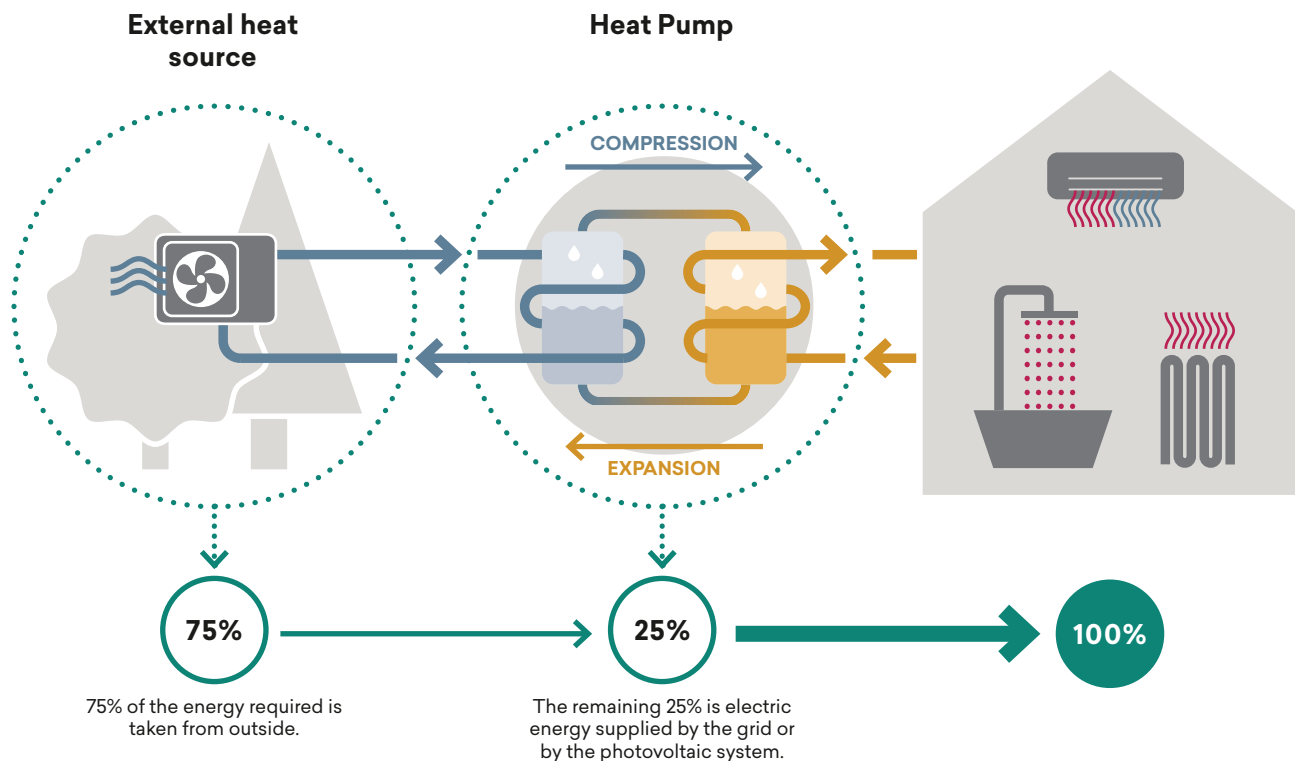 External heat
source
Heat Pump
COMPRESSION
EXPANSION
75%
25%
100%
75% of the energy required is
taken from outside.
The remaining 25% is electric
energy supplied by the grid or
by the photovoltaic system.